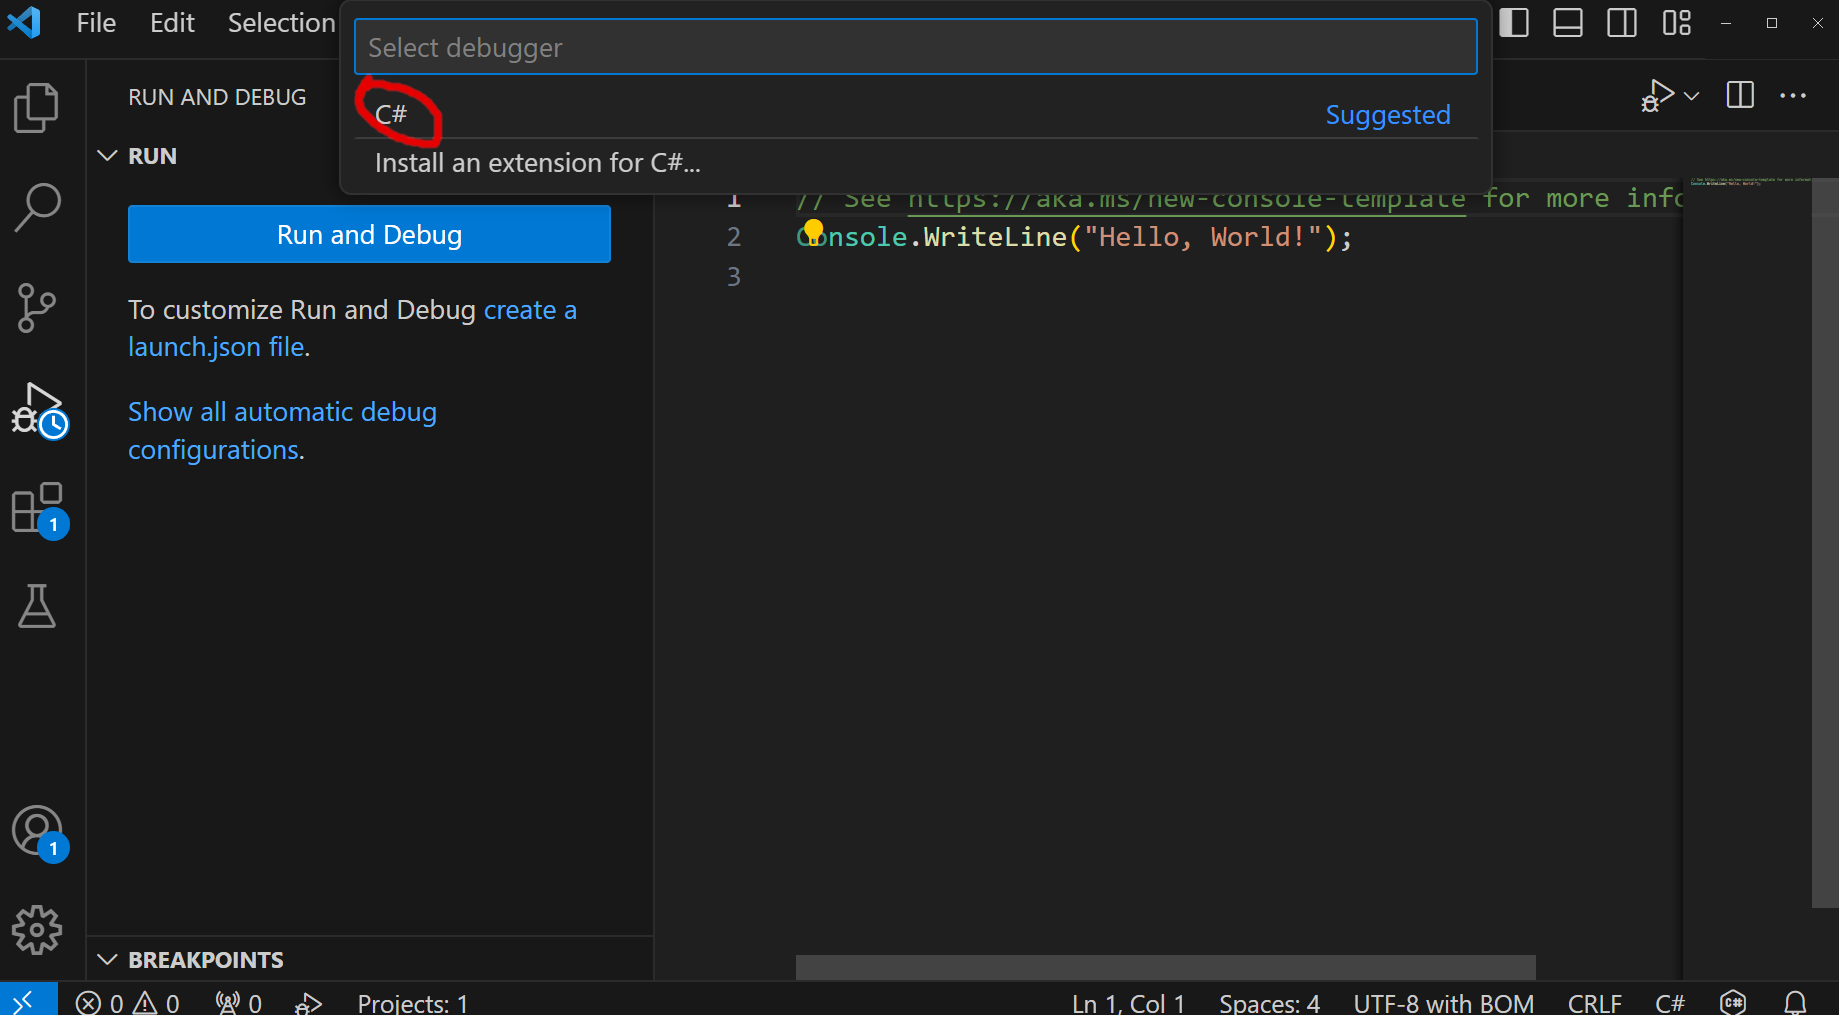 File Edit Selection
Select debugger
C# Suggested
Install an extension for C#...
RUN AND DEBUG
RUN
Run and Debug
To customize Run and Debug create a
launch.json file.
Show all automatic debug
configurations.
1
1
BREAKPOINTS
1 // See https://aka.ms/new-console-template for more info
2 Console.WriteLine("Hello, World!");
3
0 0 0 Projects: 1 Ln 1, Col 1 Spaces: 4 UTF-8 with BOM CRLF C# C#